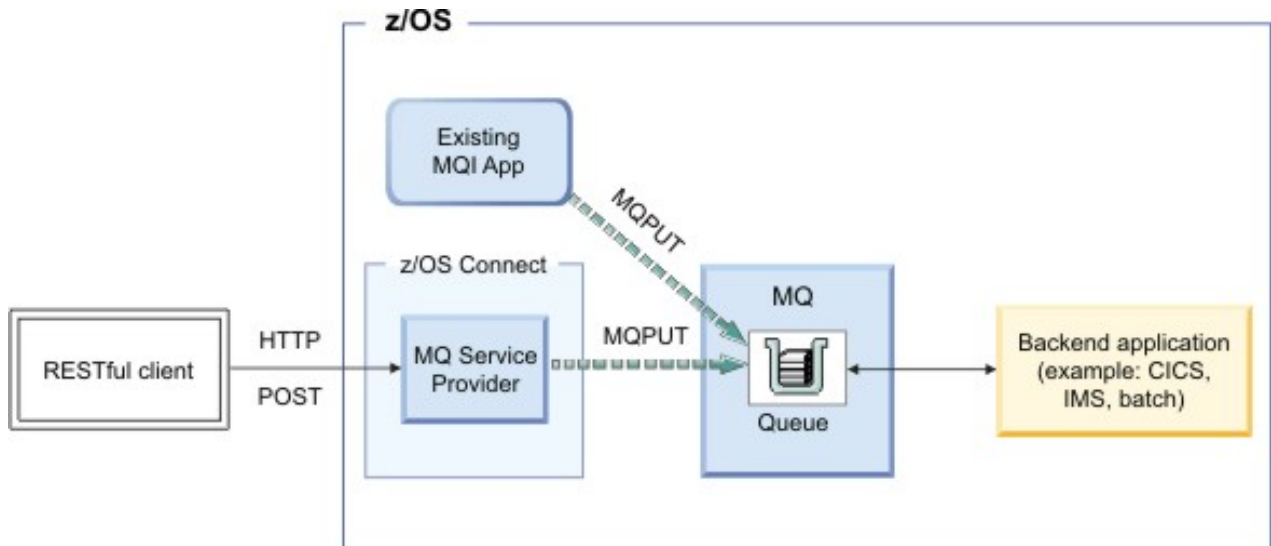 z/OS
Existing
MQI App
MQPUT
z/OS Connect
MQ
RESTful client
HTTP
POST
MQ Service
Provider
MQPUT
Queue
Backend application
(example: CICS,
IMS, batch)